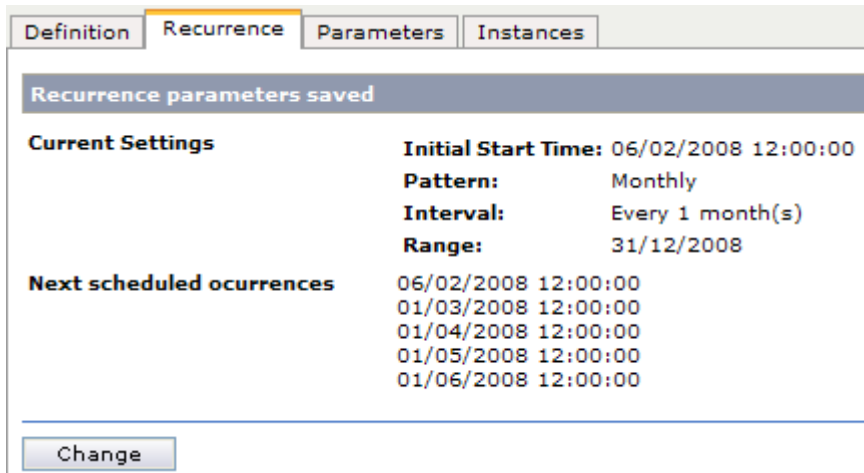 Definition Recurrence Parameters Instances
Recurrence parameters saved
Current Settings Initial Start Time: 06/02/2008 12:00:00
Pattern: Monthly
Interval: Every 1 month(s)
Range: 31/12/2008
Next scheduled ocurrences 06/02/2008 12:00:00
01/03/2008 12:00:00
01/04/2008 12:00:00
01/05/2008 12:00:00
01/06/2008 12:00:00
Change